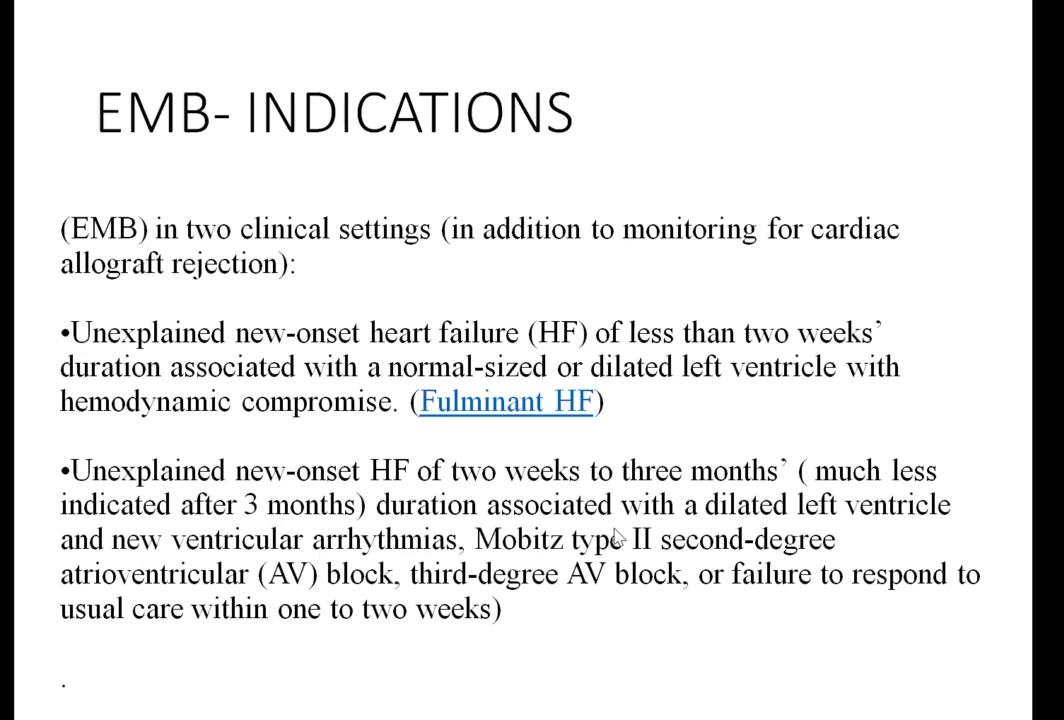 EMB- INDICATIONS
(EMB) in two clinical settings (in addition to monitoring for cardiac
allograft rejection):
•Unexplained new-onset heart failure (HF) of less than two weeks’
duration associated with a normal-sized or dilated left ventricle with
hemodynamic compromise. (Fulminant HF)
•Unexplained new-onset HF of two weeks to three months’ ( much less
indicated after 3 months) duration associated with a dilated left ventricle
and new ventricular arrhythmias, Mobitz type II second-degree
atrioventricular (AV) block, third-degree AV block, or failure to respond to
usual care within one to two weeks)
.